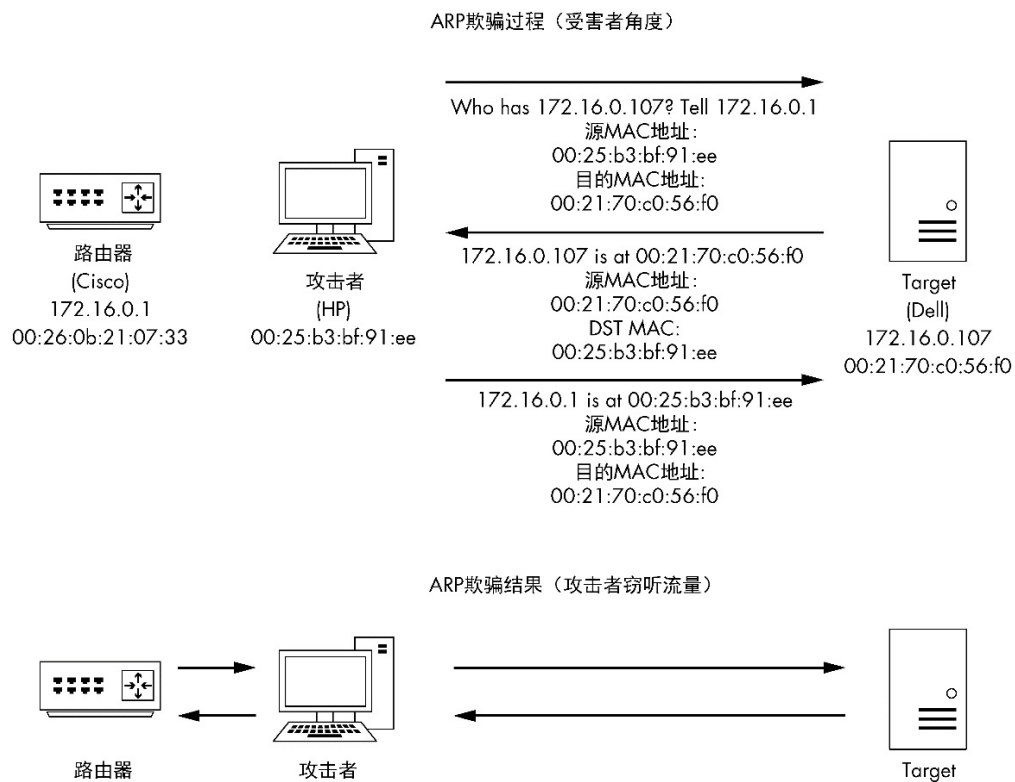 ARP欺骗过程（受害者角度）
Who has 172.16.0.107? Tell 172.16.0.1
源MAC地址：
00:25:b3:bf:91:ee
目的MAC地址：
00:21:70:c0:56:f0
路由器
(Cisco)
172.16.0.1
00:26:0b:21:07:33
攻击者
(HP)
00:25:b3:bf:91:ee
172.16.0.107 is at 00:21:70:c0:56:f0
源MAC地址：
00:21:70:c0:56:f0
DST MAC:
00:25:b3:bf:91:ee
Target
(Dell)
172.16.0.107
00:21:70:c0:56:f0
172.16.0.1 is at 00:25:b3:bf:91:ee
源MAC地址：
00:25:b3:bf:91:ee
目的MAC地址：
00:21:70:c0:56:f0
ARP欺骗结果（攻击者窃听流量）
路由器
攻击者
Target